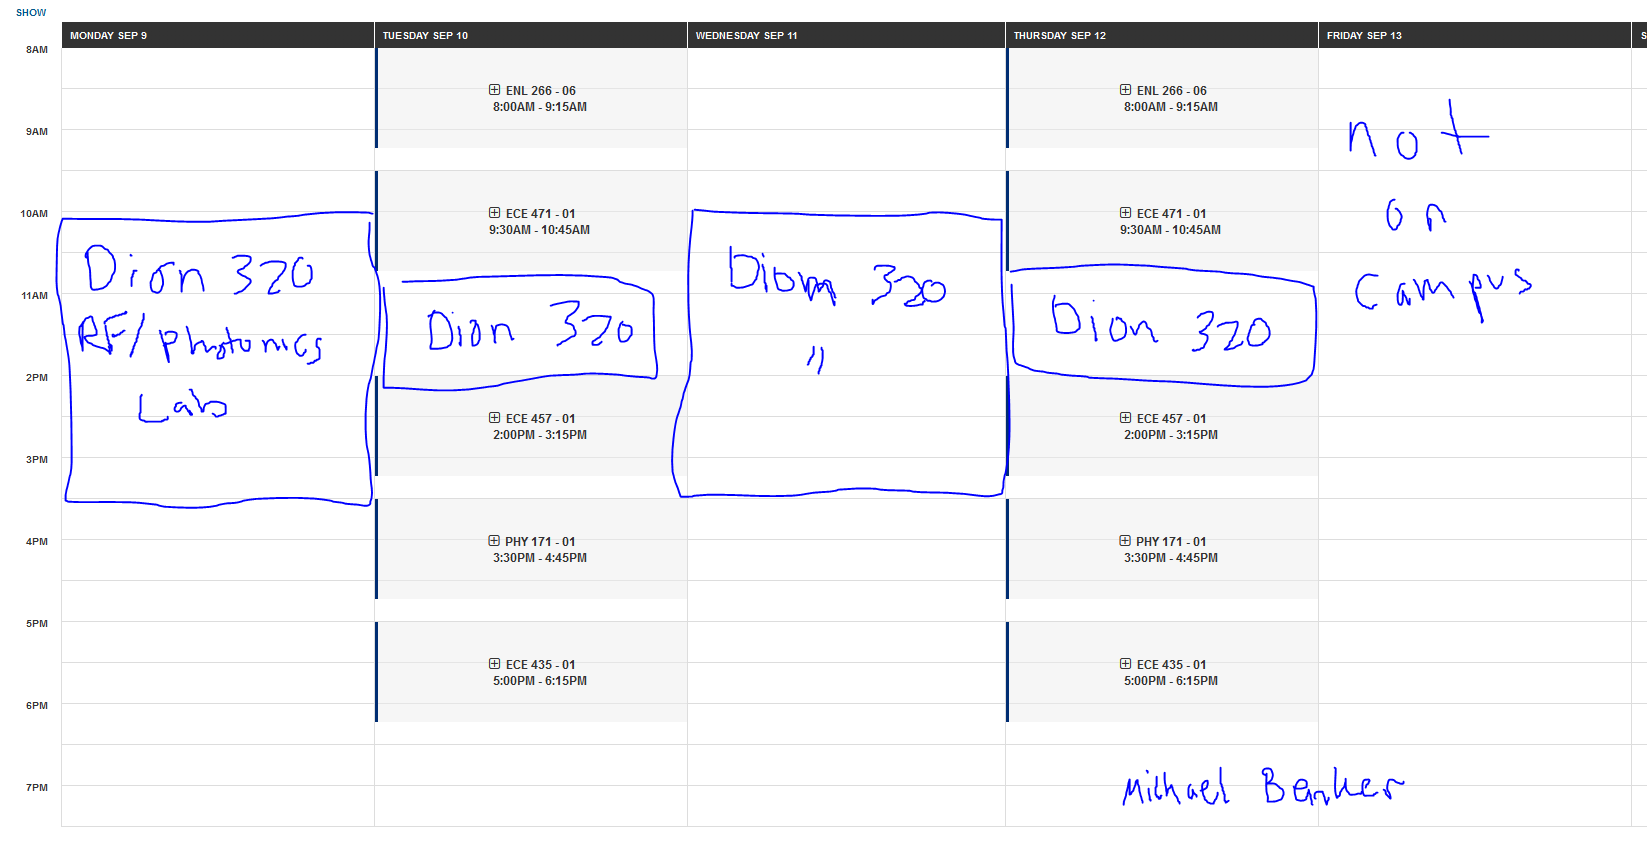 SHOW
MONDAY SEP 9
TUESDAY SEP 10
WEDNESDAY SEP 11
THURSDAY SEP 12
FRIDAY SEP 13
S
8AM
9AM
10AM
11AM
2PM
3PM
4PM
5PM
6PM
7PM
Dion 320
RF/photonics
Lab
ENL 266 - 06
8:00AM - 9:15AM
ECE 471 - 01
9:30AM - 10:45AM
Dion 320
ECE 457 - 01
2:00PM - 3:15PM
PHY 171 - 01
3:30PM - 4:45PM
ECE 435 - 01
5:00PM - 6:15PM
Dion 320
"
ENL 266 - 06
8:00AM - 9:15AM
ECE 471 - 01
9:30AM - 10:45AM
Dion 320
ECE 457 - 01
2:00PM - 3:15PM
PHY 171 - 01
3:30PM - 4:45PM
ECE 435 - 01
5:00PM - 6:15PM
not
on
campus
Michael Benker